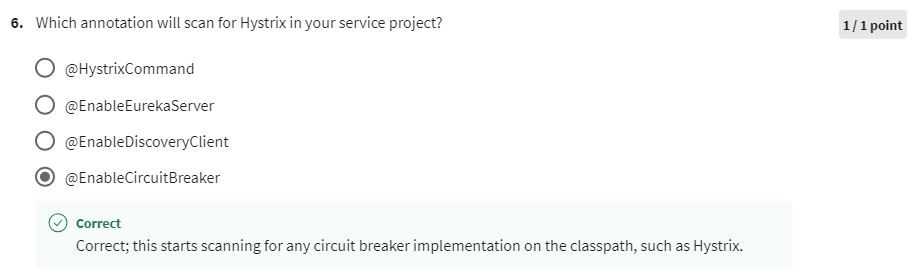 6. Which annotation will scan for Hystrix in your service project?
1 / 1 point
@HystrixCommand
@EnableEurekaServer
@EnableDiscoveryClient
@EnableCircuitBreaker
Correct
Correct; this starts scanning for any circuit breaker implementation on the classpath, such as Hystrix.